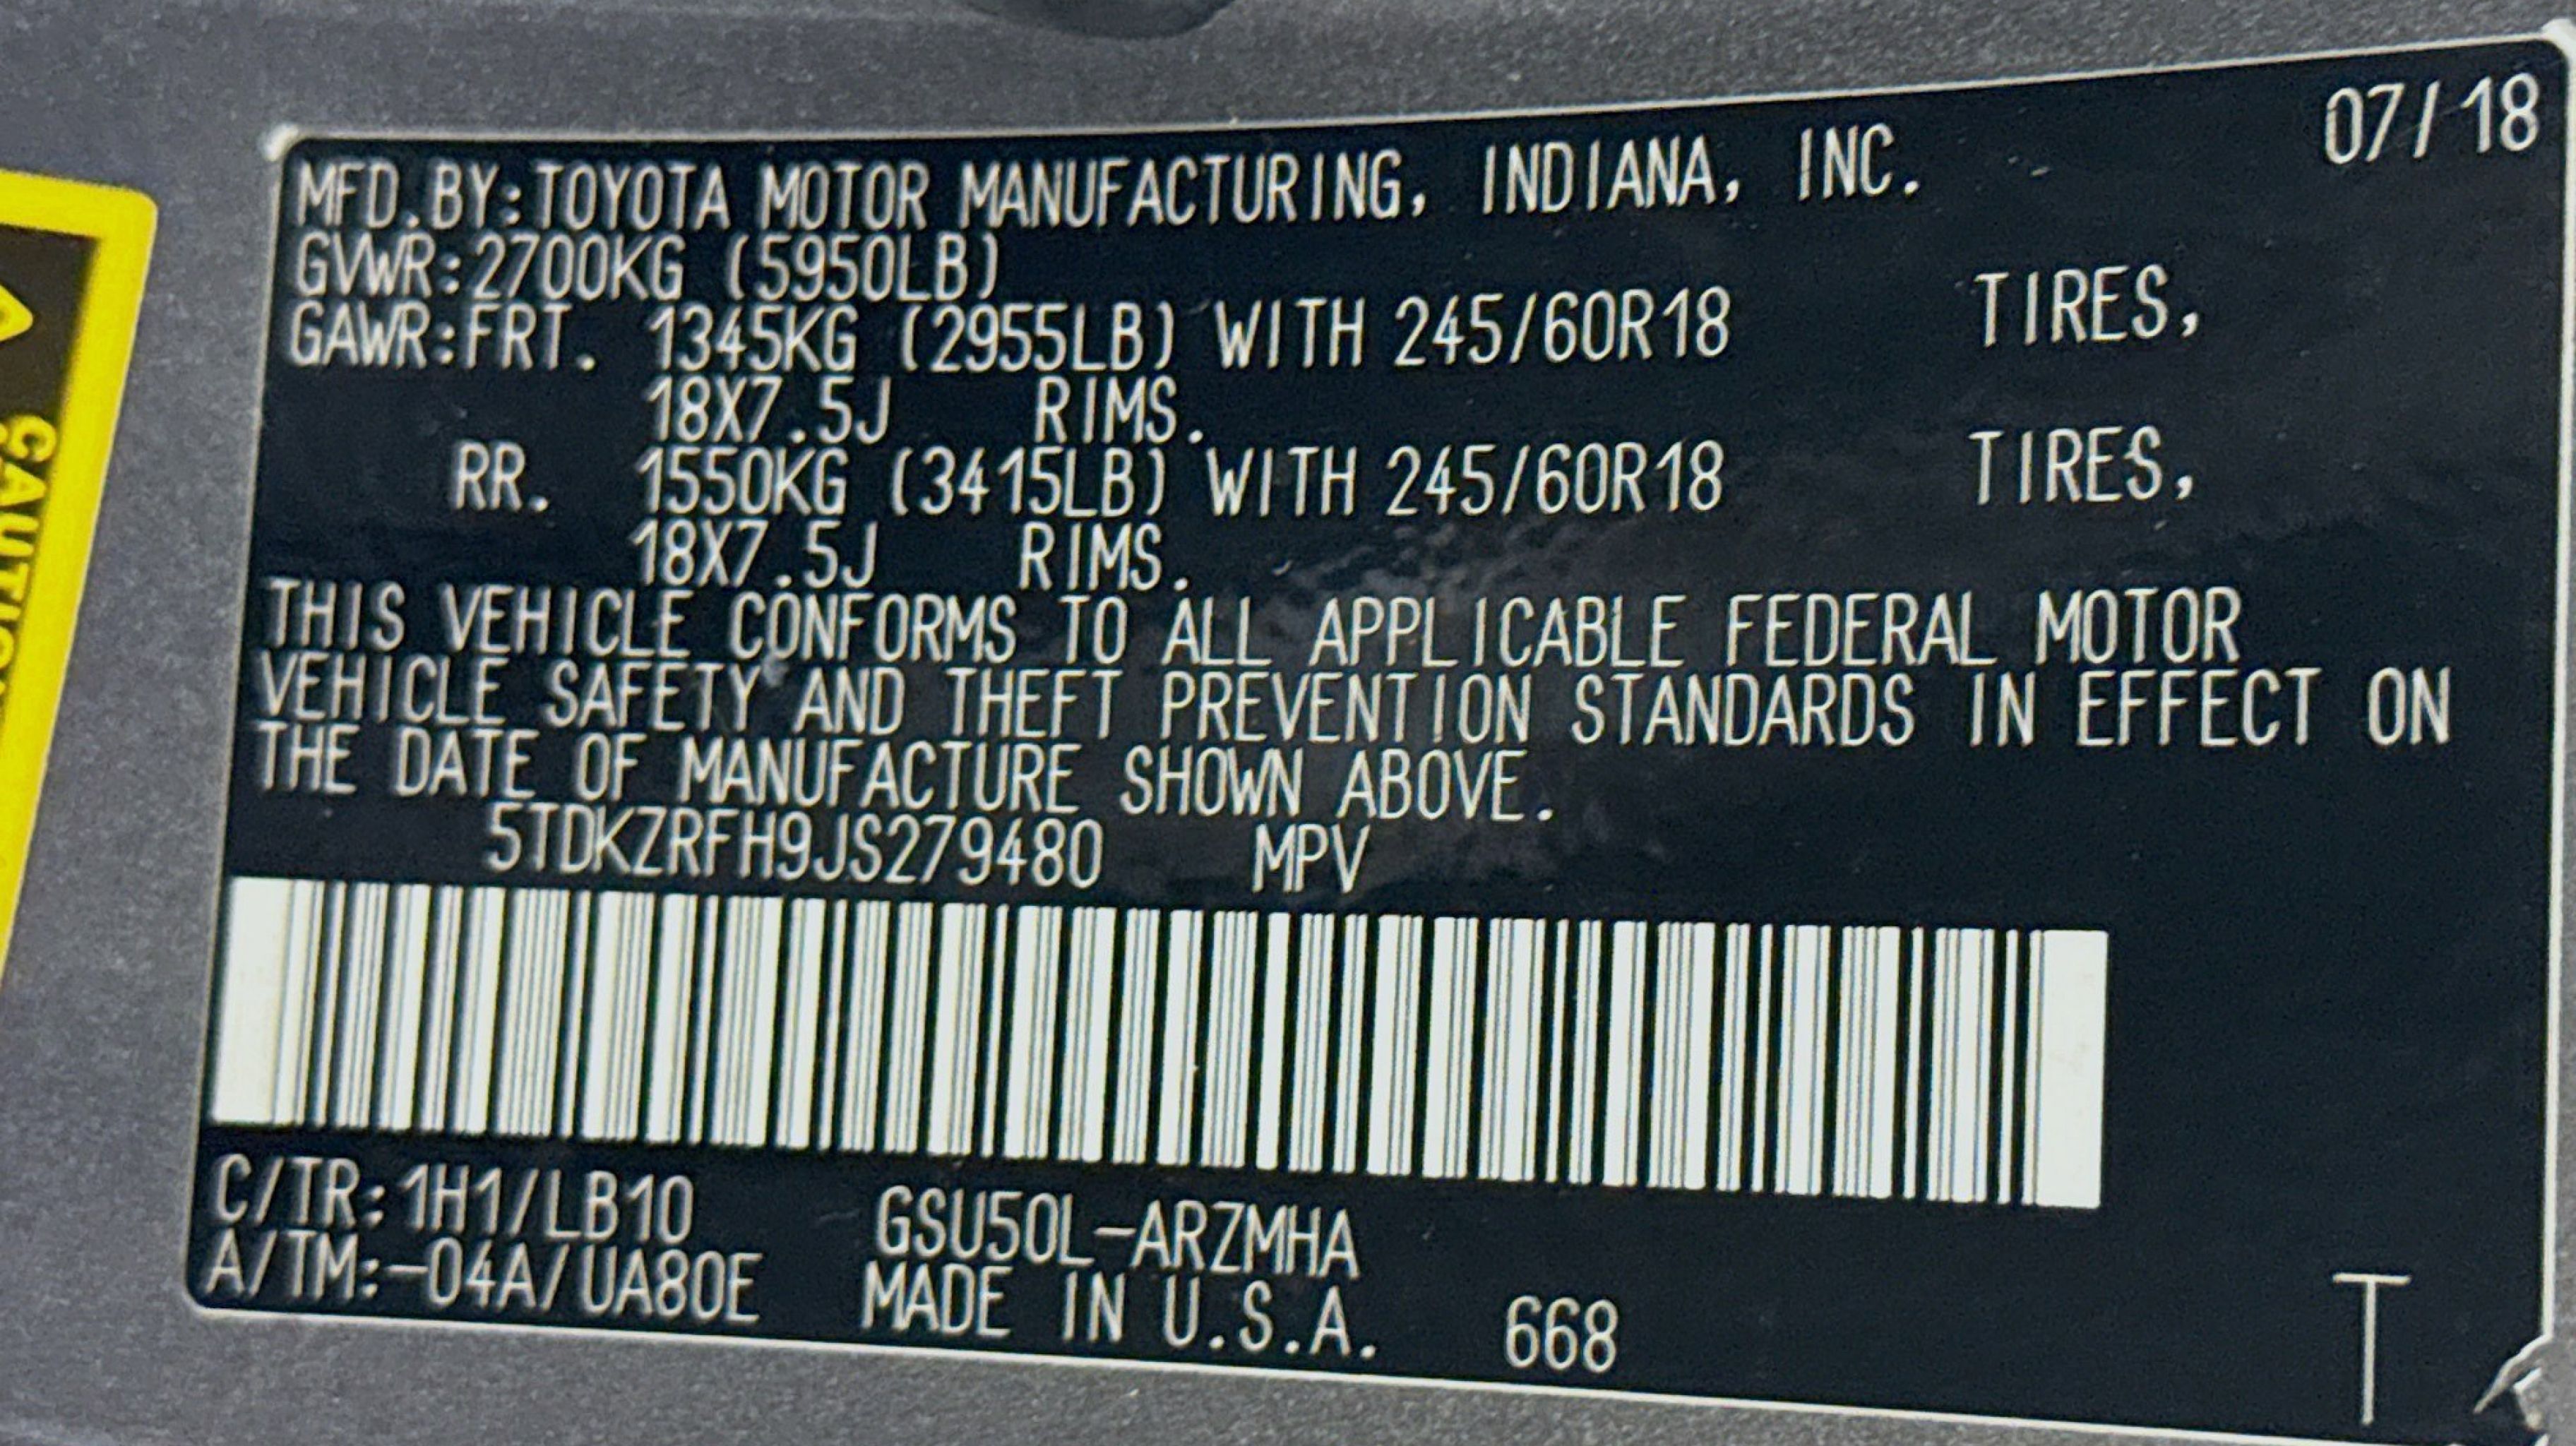 07/18
MFD.BY:TOYOTA MOTOR MANUFACTURING, INDIANA, INC.
GVWR:2700KG (5950LB)
GAWR:FRT. 1345KG (2955LB) WITH 245/60R18 TIRES,
18X7.5J RIMS.
RR. 1550KG (3415LB) WITH 245/60R18 TIRES,
18X7.5J RIMS.
THIS VEHICLE CONFORMS TO ALL APPLICABLE FEDERAL MOTOR
VEHICLE SAFETY AND THEFT PREVENTION STANDARDS IN EFFECT ON
THE DATE OF MANUFACTURE SHOWN ABOVE.
5TDKZRFH9JS279480 MPV
C/TR:1H1/LB10 GSU50L-ARZMHA
A/TM:-04A/UA80E MADE IN U.S.A. 668
T
CAUTION